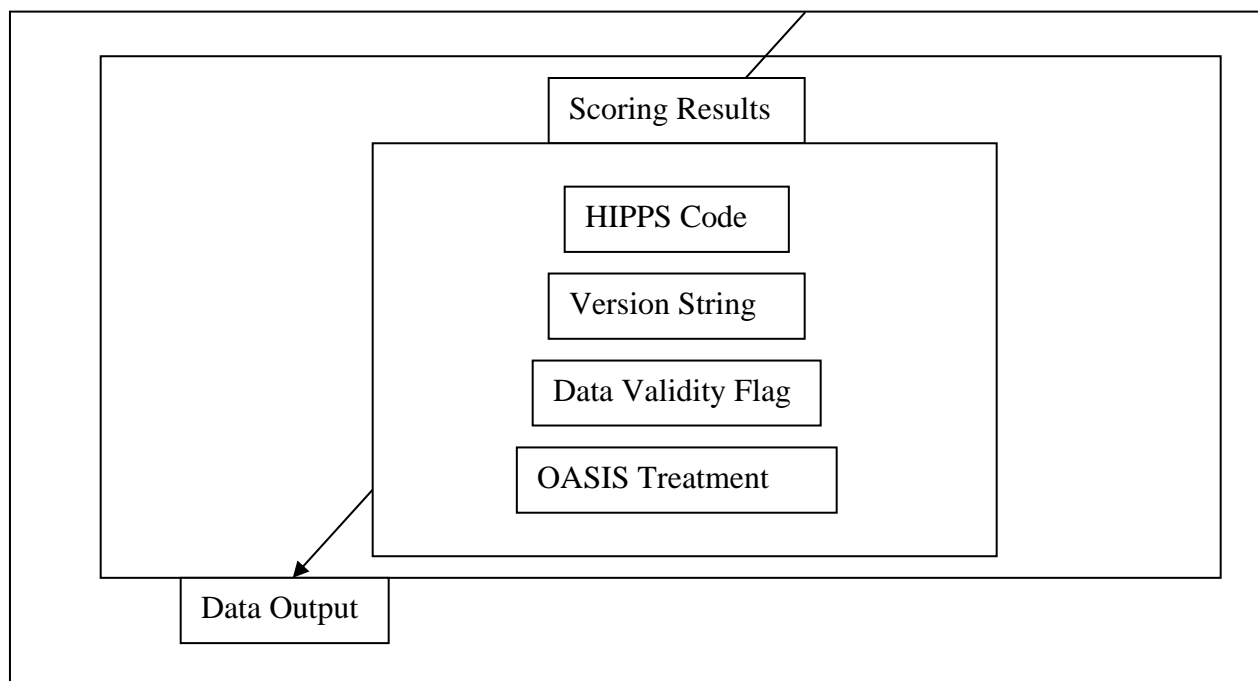 Scoring Results
HIPPS Code
Version String
Data Validity Flag
OASIS Treatment
Data Output